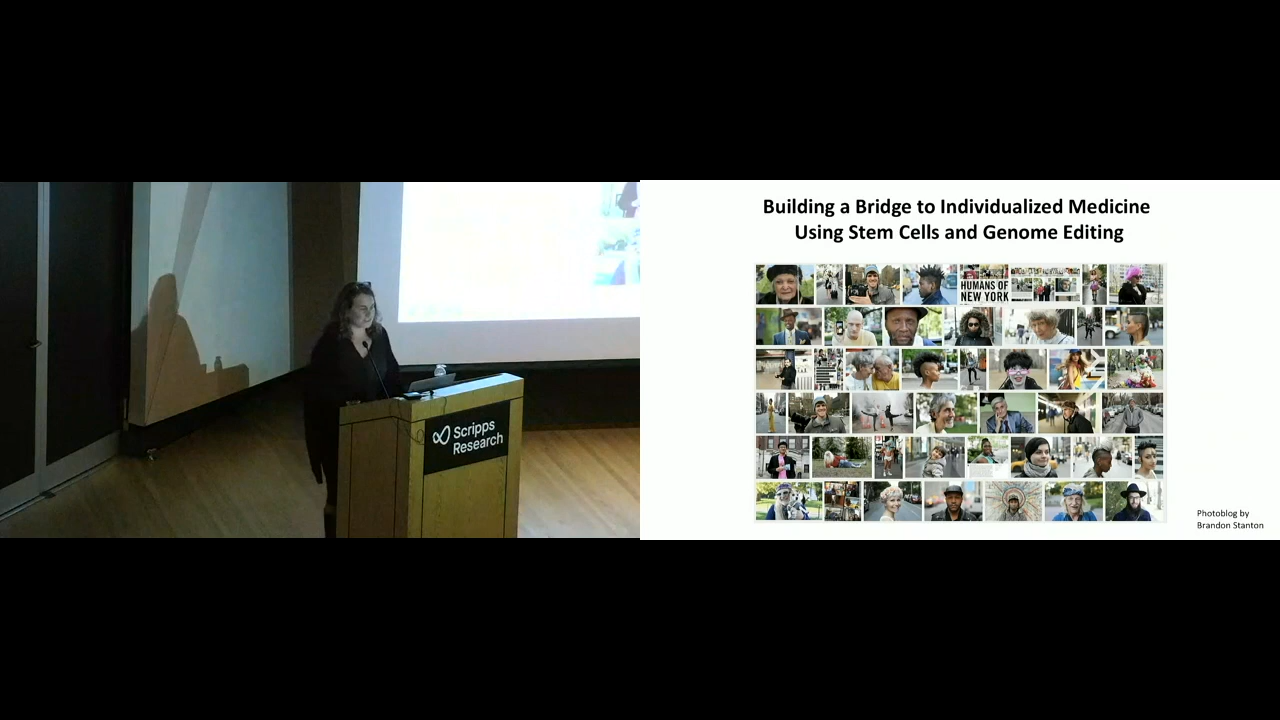 Scripps
Research
Building a Bridge to Individualized Medicine
Using Stem Cells and Genome Editing
HUMANS OF
NEW YORK
Photoblog by
Brandon Stanton